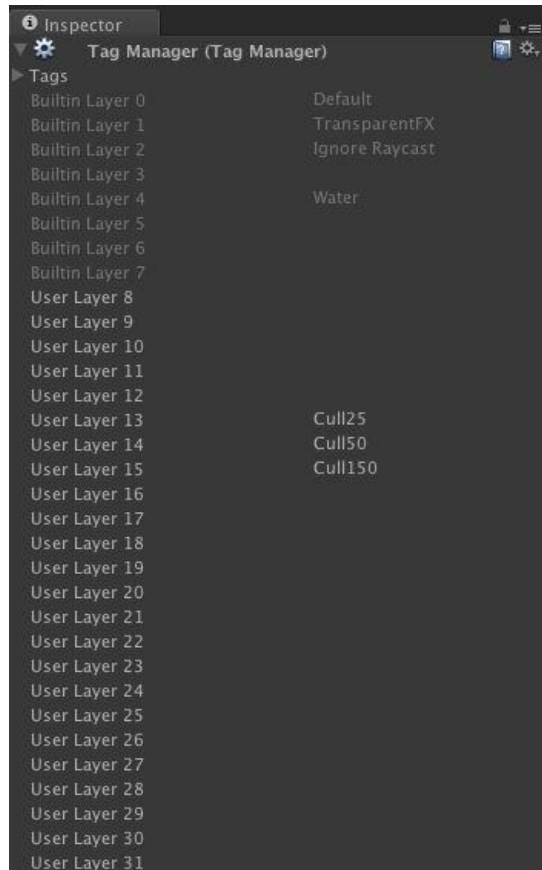 Inspector
Tag Manager (Tag Manager)
Tags
Builtin Layer 0 Default
Builtin Layer 1 TransparentFX
Builtin Layer 2 Ignore Raycast
Builtin Layer 3
Builtin Layer 4 Water
Builtin Layer 5
Builtin Layer 6
Builtin Layer 7
User Layer 8
User Layer 9
User Layer 10
User Layer 11
User Layer 12
User Layer 13 Cull25
User Layer 14 Cull50
User Layer 15 Cull150
User Layer 16
User Layer 17
User Layer 18
User Layer 19
User Layer 20
User Layer 21
User Layer 22
User Layer 23
User Layer 24
User Layer 25
User Layer 26
User Layer 27
User Layer 28
User Layer 29
User Layer 30
User Layer 31